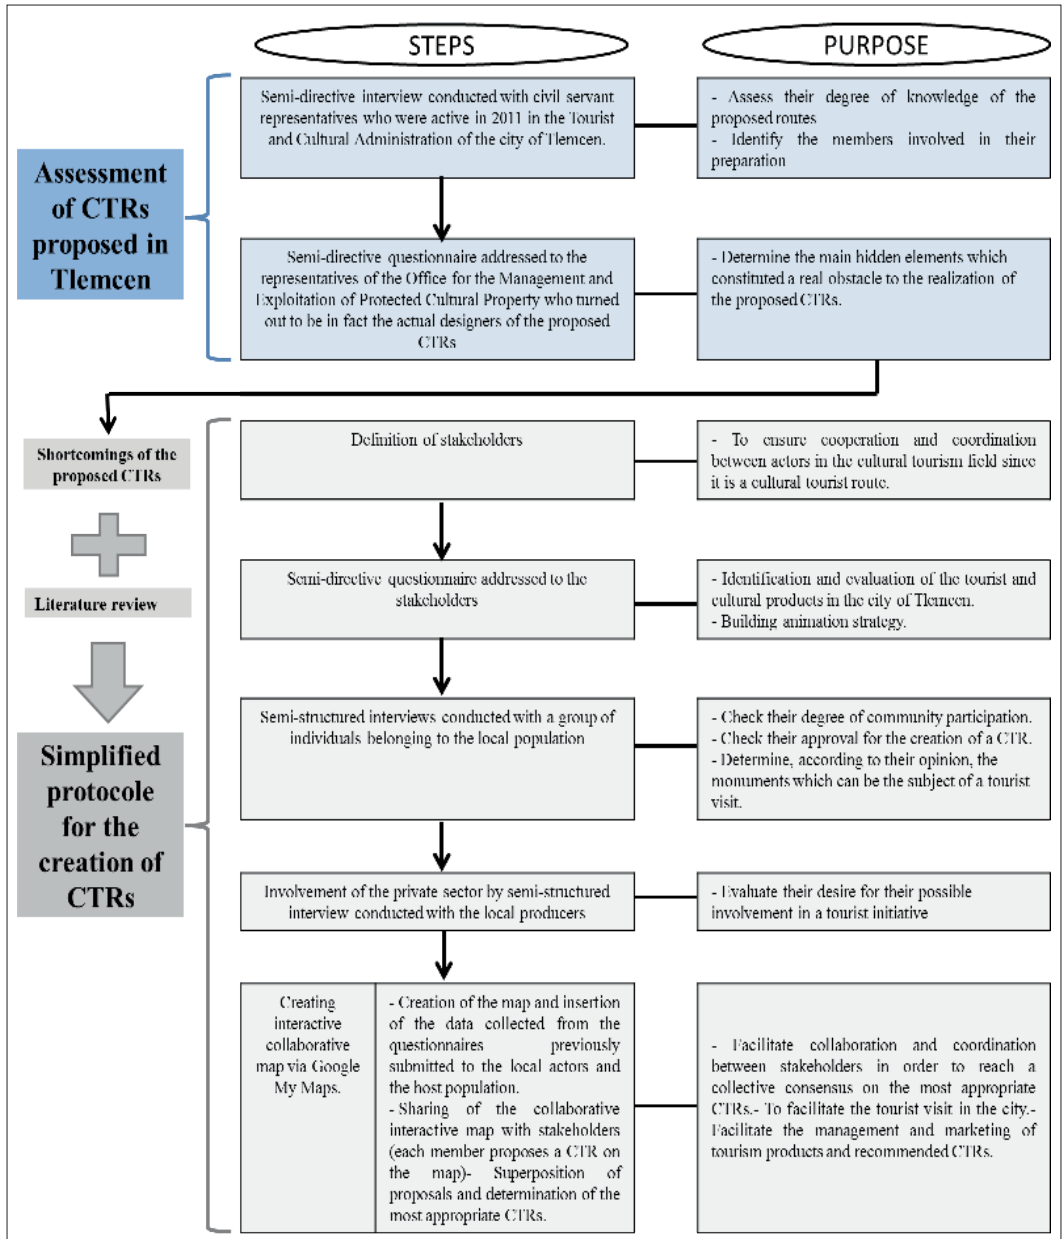 STEPS
PURPOSE
Assessment
of CTRs
proposed in
Tlemcen
Semi-directive interview conducted with civil servant
representatives who were active in 2011 in the Tourist
and Cultural Administration of the city of Tlemcen.
- Assess their degree of knowledge of the
proposed routes
- Identify the members involved in their
preparation
Semi-directive questionnaire addressed to the
representatives of the Office for the Management and
Exploitation of Protected Cultural Property who turned
out to be in fact the actual designers of the proposed
CTRs
- Determine the main hidden elements which
constituted a real obstacle to the realization of
the proposed CTRs.
Shortcomings of the
proposed CTRs
Literature review
Simplified
protocole
for the
creation of
CTRs
Definition of stakeholders
- To ensure cooperation and coordination
between actors in the cultural tourism field since
it is a cultural tourist route.
Semi-directive questionnaire addressed to the
stakeholders
- Identification and evaluation of the tourist and
cultural products in the city of Tlemcen.
- Building animation strategy.
Semi-structured interviews conducted with a group of
individuals belonging to the local population
- Check their degree of community participation.
- Check their approval for the creation of a CTR.
- Determine, according to their opinion, the
monuments which can be the subject of a tourist
visit.
Involvement of the private sector by semi-structured
interview conducted with the local producers
- Evaluate their desire for their possible
involvement in a tourist initiative
Creating
interactive
collaborative
map via Google
My Maps.
- Creation of the map and insertion
of the data collected from the
questionnaires previously
submitted to the local actors and
the host population.
- Sharing of the collaborative
interactive map with stakeholders
(each member proposes a CTR on
the map)- Superposition of
proposals and determination of the
most appropriate CTRs.
- Facilitate collaboration and coordination
between stakeholders in order to reach a
collective consensus on the most appropriate
CTRs.- To facilitate the tourist visit in the city.-
Facilitate the management and marketing of
tourism products and recommended CTRs.